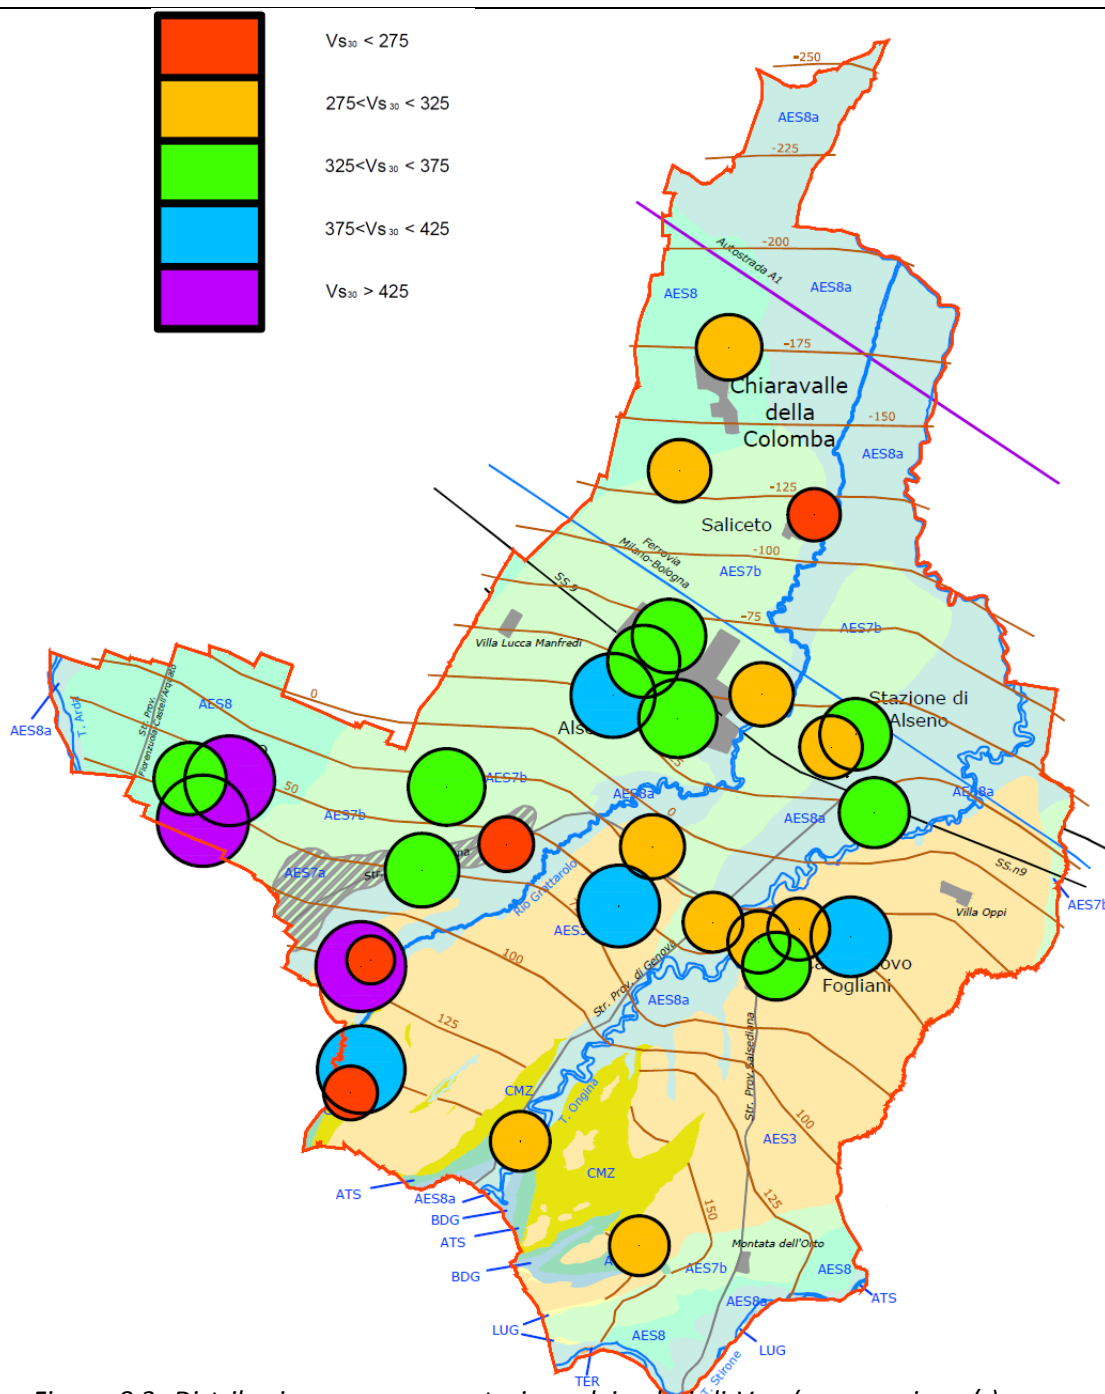 Vs30 < 275
275<Vs30 < 325
325<Vs30 < 375
375<Vs30 < 425
Vs30 > 425
-250
AES8a
-225
-200
Autostrada A1
AES8a
AES8
-175
Chiaravalle
della
Colomba
-150
AES8a
-125
Saliceto
-100
Ferrovia
Milano-Bologna
AES7b
SS.9
-75
AES7b
Villa Lucca Manfredi
0
AES8
Str. Prov.
Fiorenzuola-Castell'Arquato
T. Arda
AES8a
Stazione di
Alseno
AES7b
50
AES7b
AES8a
0
AES8a
AES8a
AES7a
Rio Grattarolo
SS.n9
AES7b
Villa Oppi
AES3
100
Str. Prov. di Genova
Fogliani
AES8a
125
Str. Prov. Salsediana
CMZ
T. Ongina
100
AES3
CMZ
ATS
AES8a
BDG
ATS
125
150
Montata dell'Orto
BDG
AES7b
AES8
ATS
AES8a
LUG
AES8
LUG
TER
T. Stirone